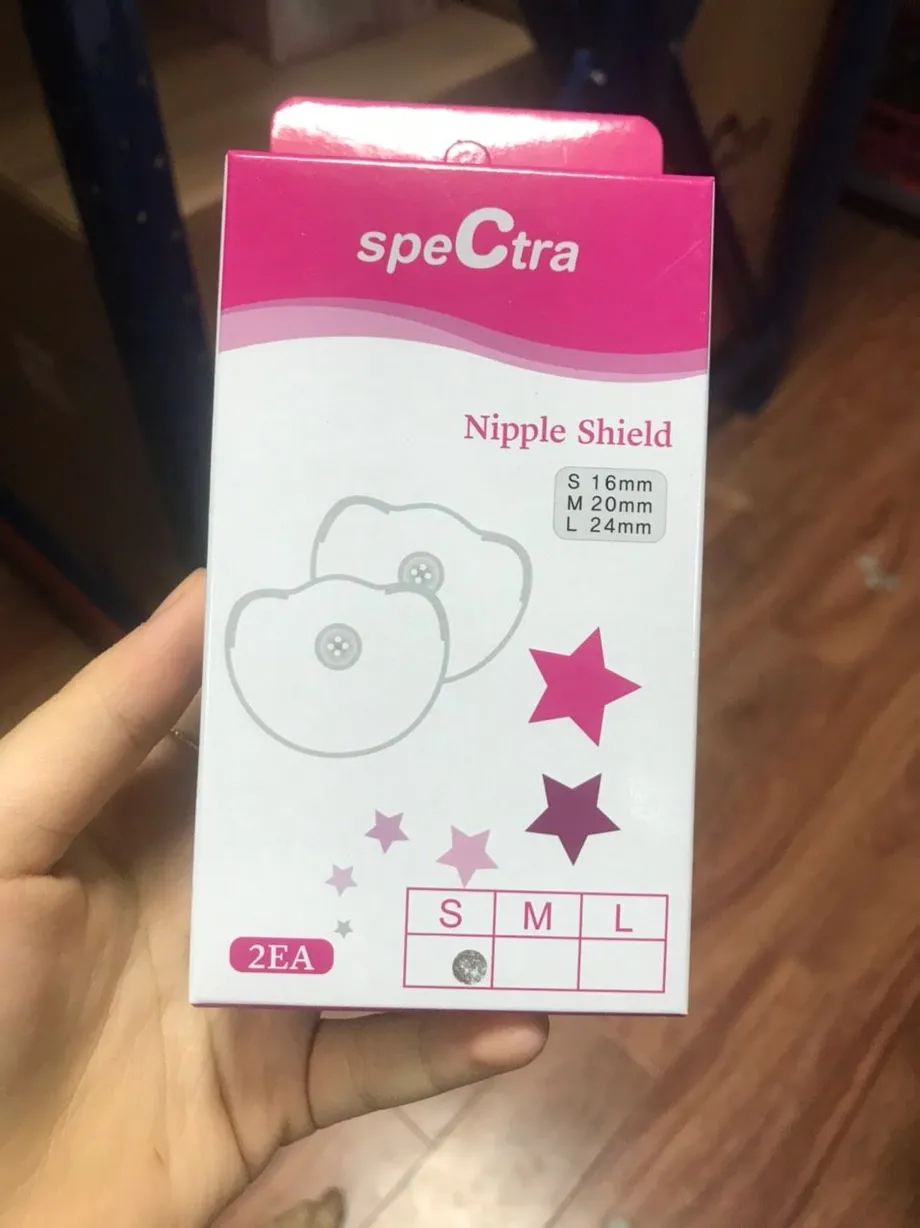 speCtra
Nipple Shield
S 16mm
M 20mm
L 24mm
S M L
2EA